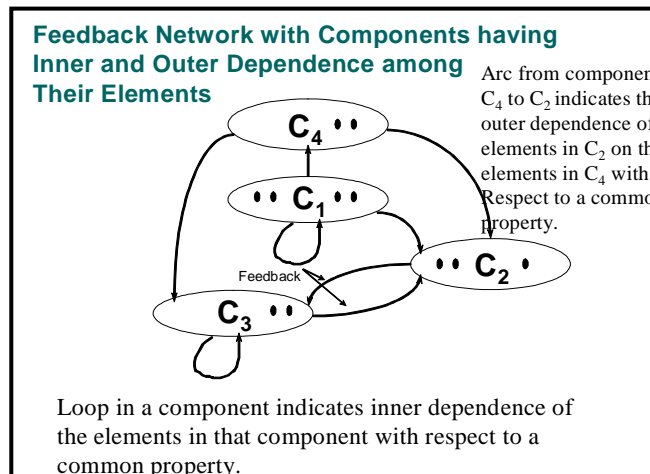 Feedback Network with Components having
Inner and Outer Dependence among
Their Elements
Arc from componen
C₄ to C₂ indicates th
outer dependence of
elements in C₂ on th
elements in C₄ with
Respect to a commo
property.
C₄
C₁
C₂
Feedback
C₃
Loop in a component indicates inner dependence of
the elements in that component with respect to a
common property.